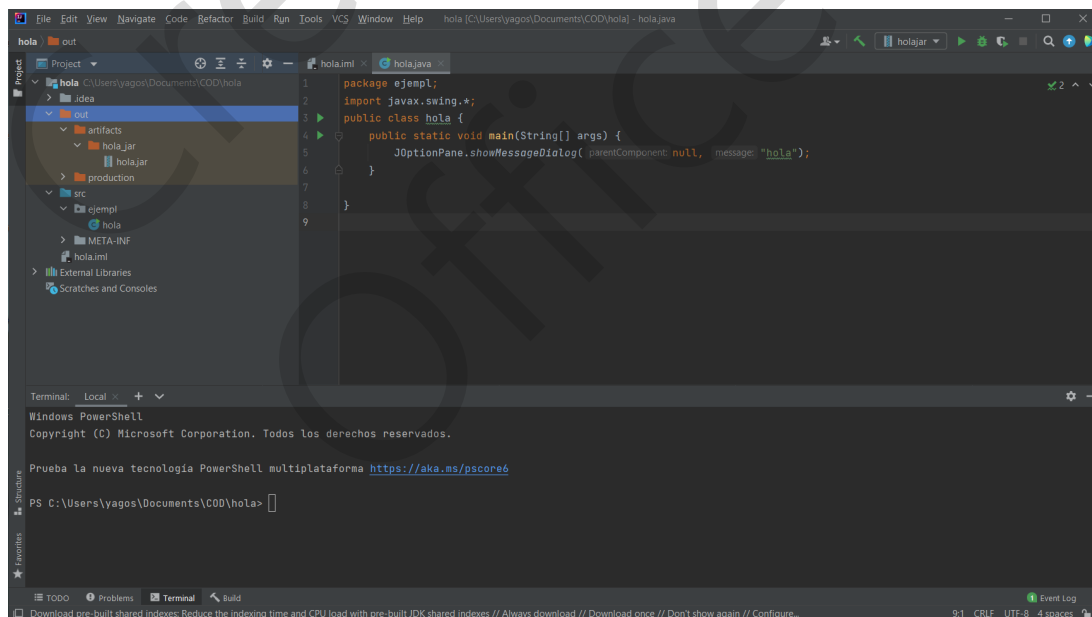 File Edit View Navigate Code Refactor Build Run Tools VCS Window Help hola [C:\Users\yagos\Documents\COD\hola] - hola.java
hola out holajar
Project hola.iml hola.java
Project
hola C:\Users\yagos\Documents\COD\hola
.idea
out
artifacts
hola_jar
hola.jar
production
src
ejempl
hola
META-INF
hola.iml
External Libraries
Scratches and Consoles
1 package ejempl;
2 import javax.swing.*;
3 public class hola {
4 public static void main(String[] args) {
5 JOptionPane.showMessageDialog( parentComponent: null, message: "hola");
6 }
7
8 }
9
2
Terminal: Local
Windows PowerShell
Copyright (C) Microsoft Corporation. Todos los derechos reservados.
Prueba la nueva tecnología PowerShell multiplataforma https://aka.ms/pscore6
PS C:\Users\yagos\Documents\COD\hola>
Structure
Favorites
TODO Problems Terminal Build 1 Event Log
Download pre-built shared indexes: Reduce the indexing time and CPU load with pre-built JDK shared indexes // Always download // Download once // Don't show again // Configure... 9:1 CRLF UTF-8 4 spaces
Office